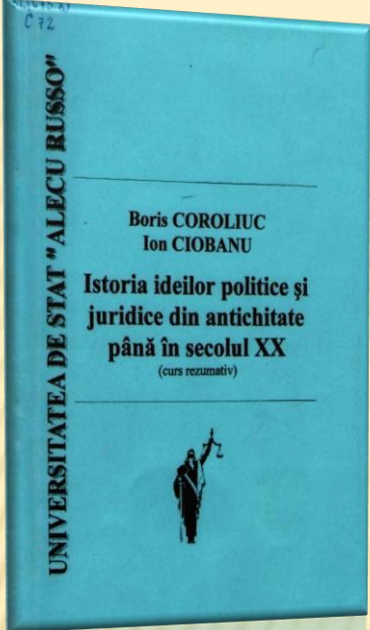 C 72
UNIVERSITATEA DE STAT "ALECU RUSSO"
Boris COROLIUC
Ion CIOBANU
Istoria ideilor politice şi
juridice din antichitate
până în secolul XX
(curs rezumativ)